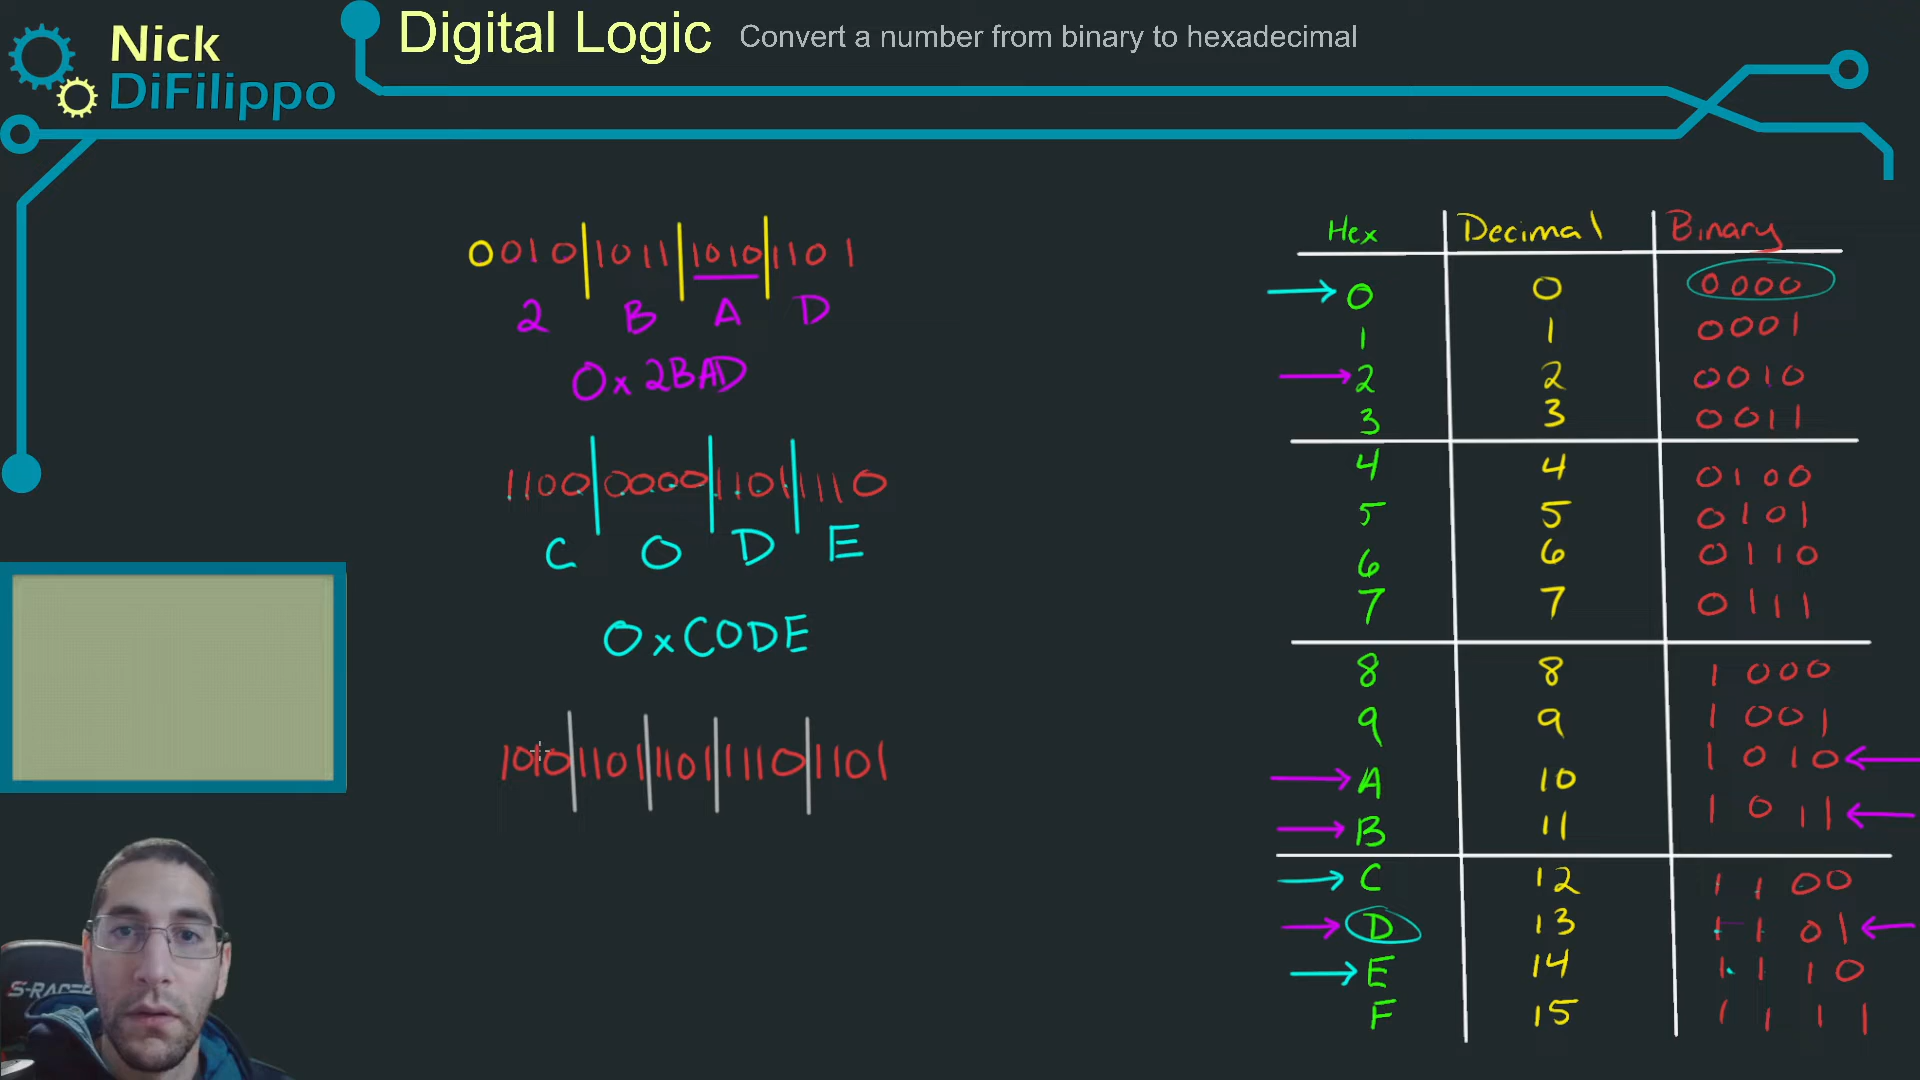 Nick
DiFilippo
Digital Logic
Convert a number from binary to hexadecimal
0010|1011|1010|1101
2 B A D
0x2BAD
1100|0000|1101|1110
C 0 D E
0xC0DE
1010|1101|1101|1110|1101
Hex Decimal Binary
0 0 0000
1 1 0001
2 2 0010
3 3 0011
4 4 0100
5 5 0101
6 6 0110
7 7 0111
8 8 1000
9 9 1001
A 10 1010
B 11 1011
C 12 1100
D 13 1101
E 14 1110
F 15 1111